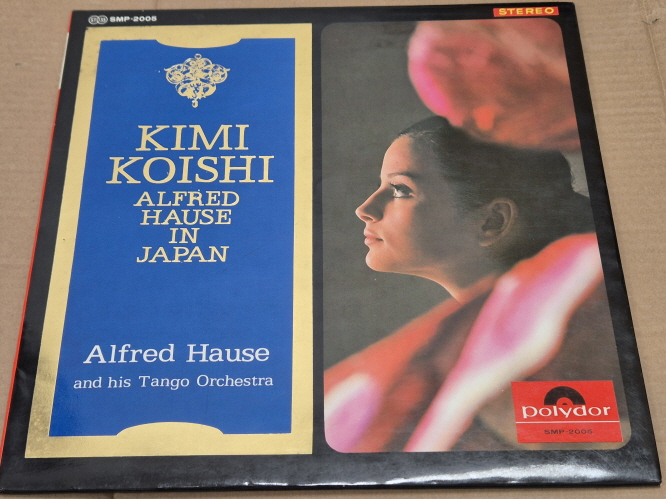 SMP-2005
STEREO
KIMI
KOISHI
ALFRED
HAUSE
IN
JAPAN
Alfred Hause
and his Tango Orchestra
polydor
SMP-2005